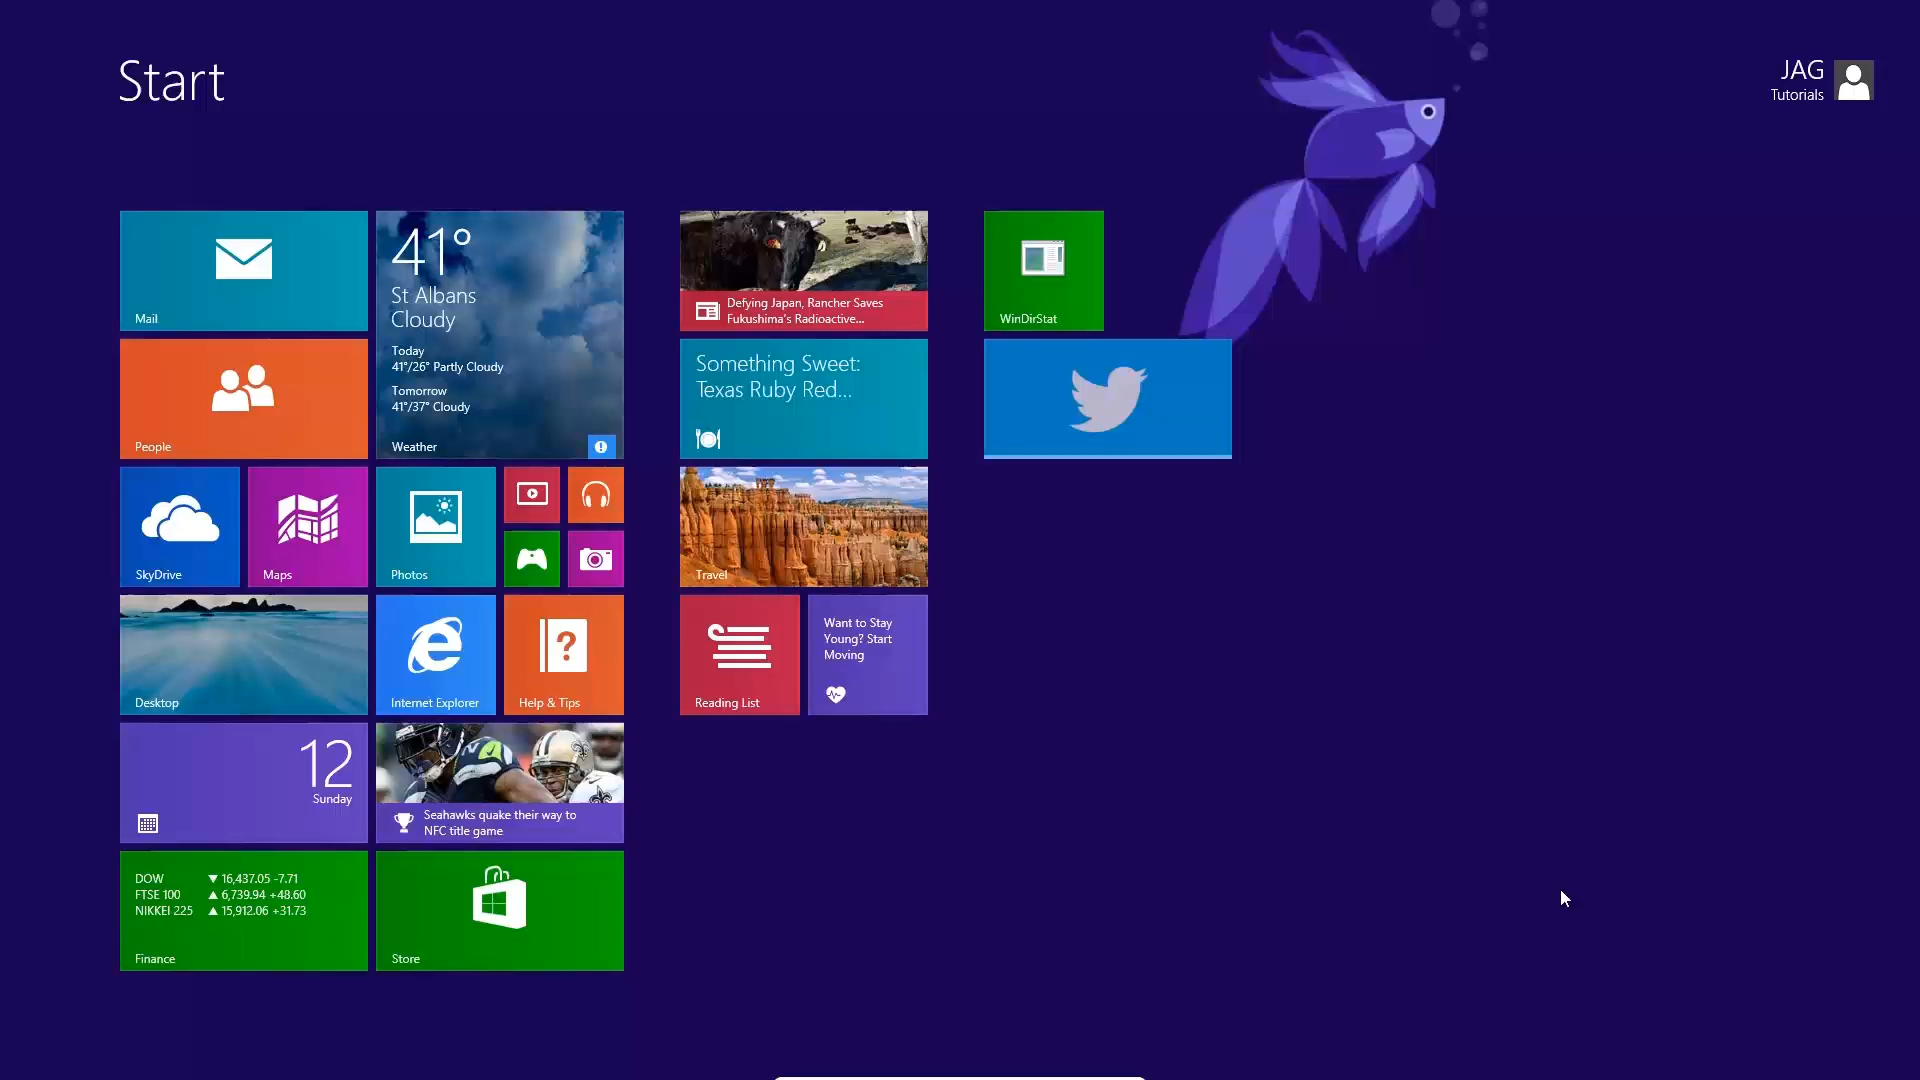 Start
JAG
Tutorials
Mail
41°
St Albans
Cloudy
Today
41°/26° Partly Cloudy
Tomorrow
41°/37° Cloudy
Weather
People
SkyDrive
Maps
Photos
Desktop
Internet Explorer
Help & Tips
12
Sunday
Seahawks quake their way to
NFC title game
DOW ▼ 16,437.05 -7.71
FTSE 100 ▲ 6,739.94 +48.60
NIKKEI 225 ▲ 15,912.06 +31.73
Finance
Store
Defying Japan, Rancher Saves
Fukushima's Radioactive...
Something Sweet:
Texas Ruby Red...
Travel
Reading List
Want to Stay
Young? Start
Moving
WinDirStat